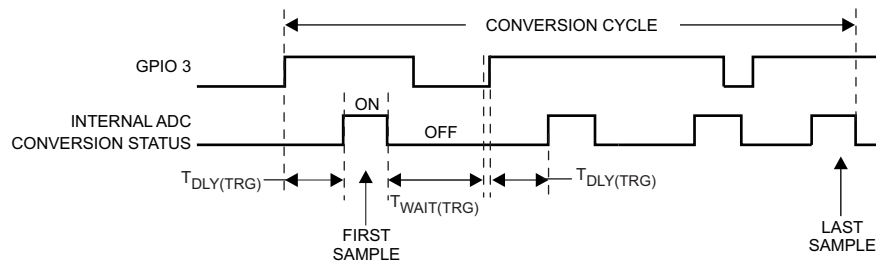 CONVERSION CYCLE
GPIO 3
INTERNAL ADC
CONVERSION STATUS
ON
OFF
TDLY(TRG)
TWAIT(TRG)
TDLY(TRG)
FIRST
SAMPLE
LAST
SAMPLE